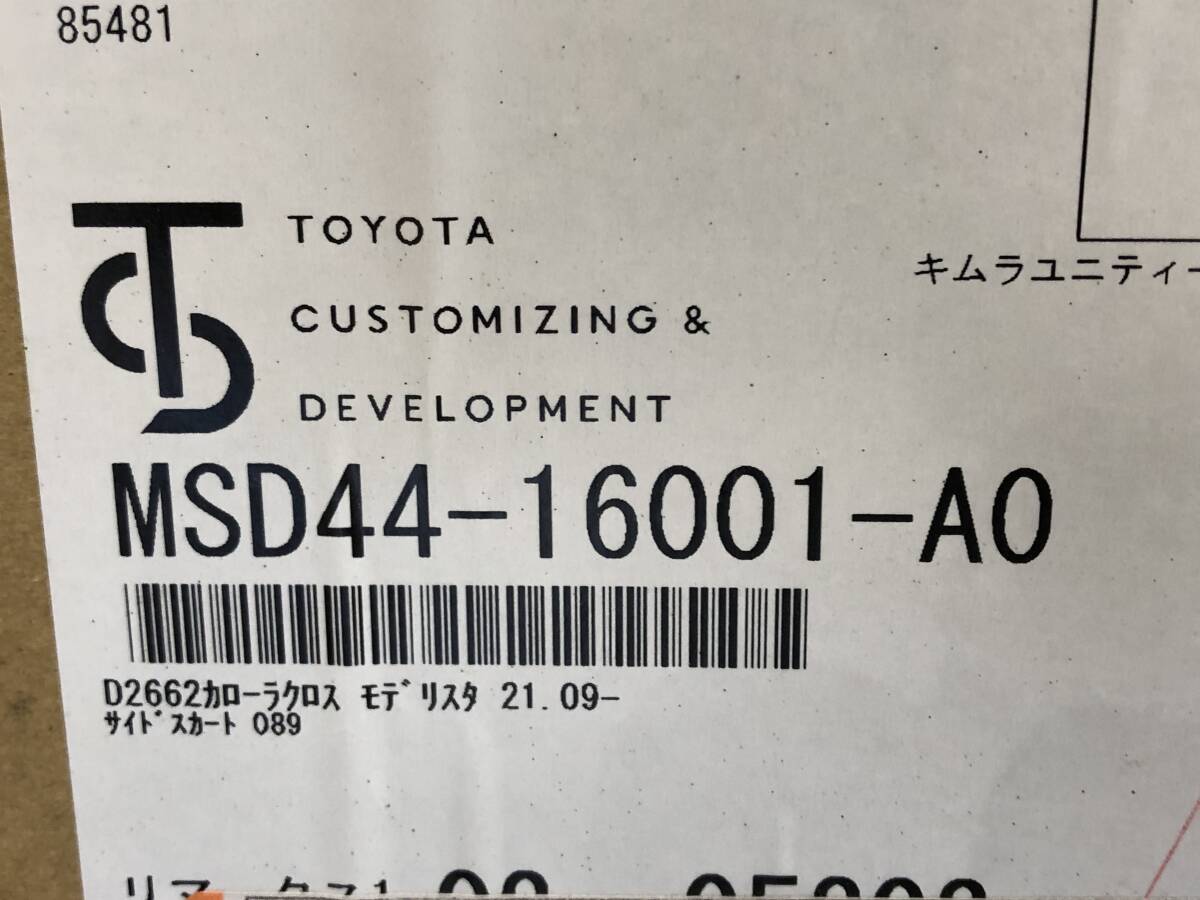 85481
TOYOTA
CUSTOMIZING &
DEVELOPMENT
キムラユニティー
MSD44-16001-A0
D2662ｶﾛｰﾗｸﾛｽ ﾓﾃﾞﾘｽﾀ 21.09-
ｻｲﾄﾞｽｶｰﾄ 089